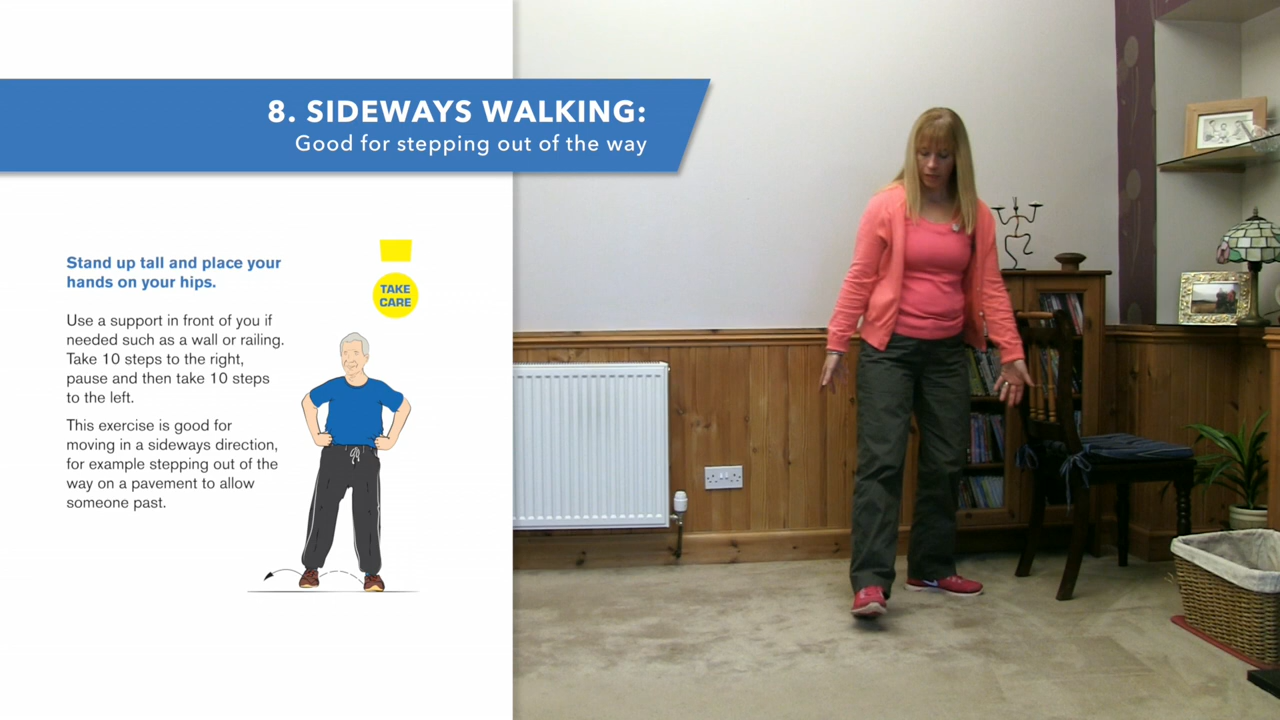 8. SIDEWAYS WALKING:
Good for stepping out of the way
Stand up tall and place your
hands on your hips.
TAKE
CARE
Use a support in front of you if
needed such as a wall or railing.
Take 10 steps to the right,
pause and then take 10 steps
to the left.
This exercise is good for
moving in a sideways direction,
for example stepping out of the
way on a pavement to allow
someone past.